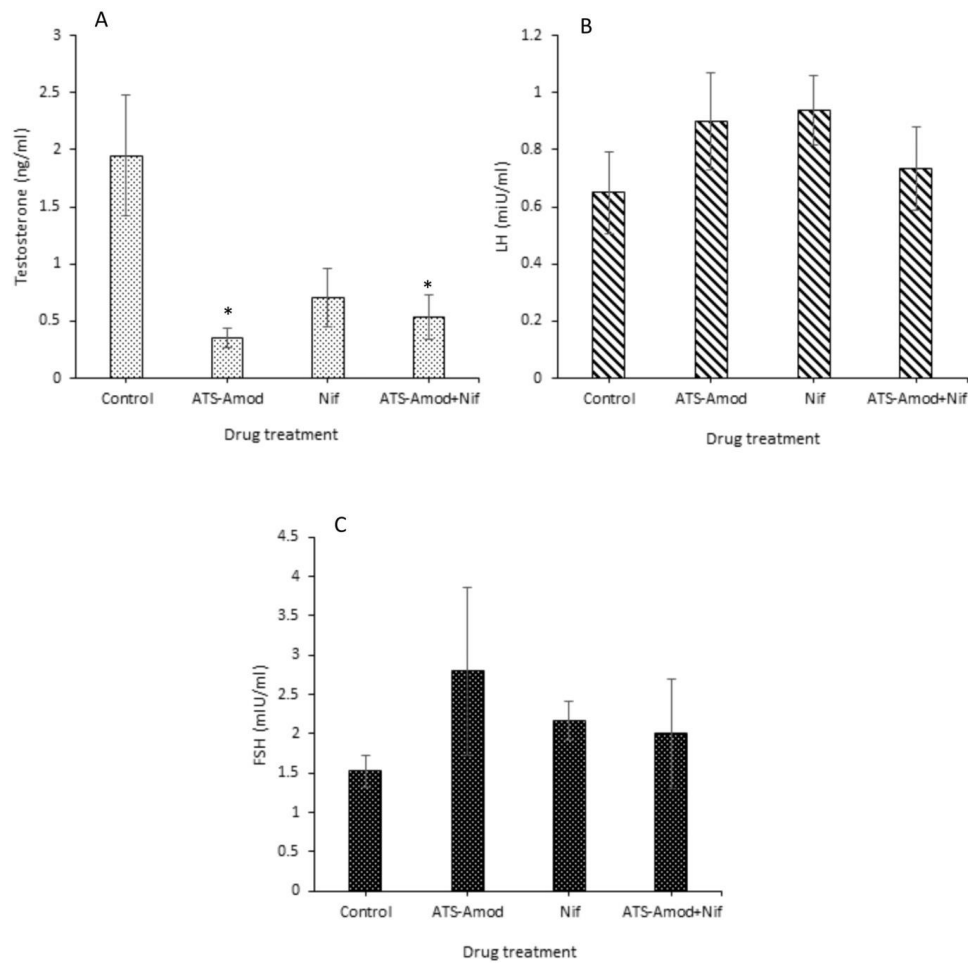 A
Testosterone (ng/ml)
3
2.5
2
1.5
1
0.5
0
*
*
Control ATS-Amod Nif ATS-Amod+Nif
Drug treatment
B
LH (miU/ml)
1.2
1
0.8
0.6
0.4
0.2
0
Control ATS-Amod Nif ATS-Amod+Nif
Drug treatment
C
FSH (mIU/ml)
4.5
4
3.5
3
2.5
2
1.5
1
0.5
0
Control ATS-Amod Nif ATS-Amod+Nif
Drug treatment